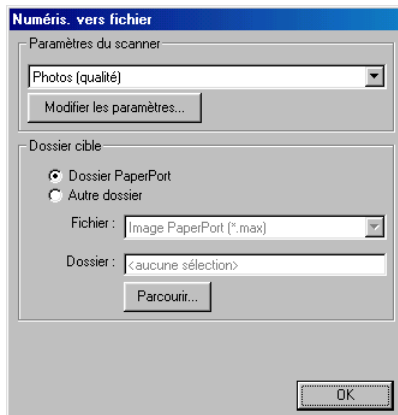 Numéris. vers fichier
Paramètres du scanner
Photos (qualité)
Modifier les paramètres...
Dossier cible
Dossier PaperPort
Autre dossier
Fichier : Image PaperPort (*.max)
Dossier : <aucune sélection>
Parcourir...
OK